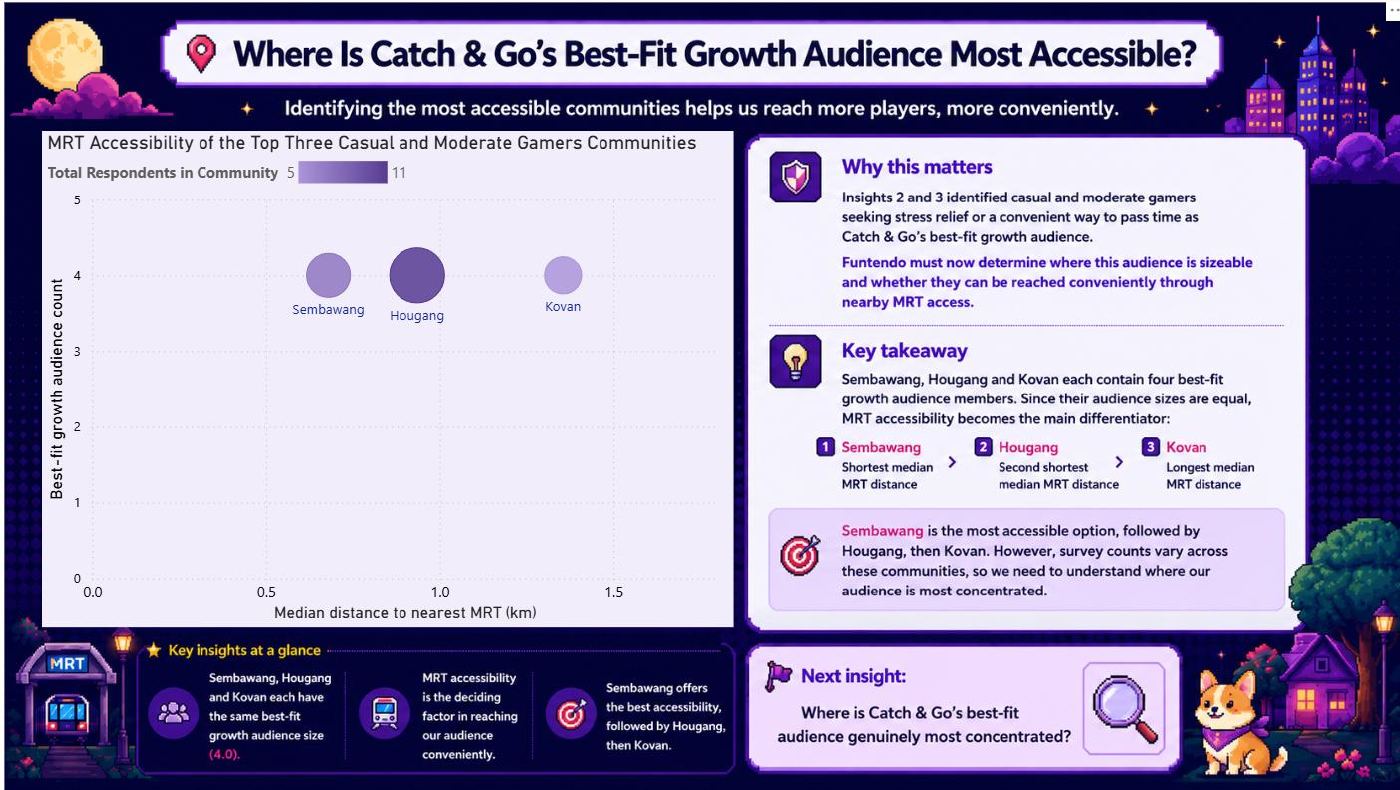 Where Is Catch & Go’s Best-Fit Growth Audience Most Accessible?
Identifying the most accessible communities helps us reach more players, more conveniently.
MRT Accessibility of the Top Three Casual and Moderate Gamers Communities
Total Respondents in Community 5 11
5
4
3
2
1
0
Best-fit growth audience count
Sembawang
Hougang
Kovan
0.0 0.5 1.0 1.5
Median distance to nearest MRT (km)
Why this matters
Insights 2 and 3 identified casual and moderate gamers
seeking stress relief or a convenient way to pass time as
Catch & Go’s best-fit growth audience.
Funtendo must now determine where this audience is sizeable
and whether they can be reached conveniently through
nearby MRT access.
Key takeaway
Sembawang, Hougang and Kovan each contain four best-fit
growth audience members. Since their audience sizes are equal,
MRT accessibility becomes the main differentiator:
1 Sembawang
Shortest median
MRT distance
>
2 Hougang
Second shortest
median MRT distance
>
3 Kovan
Longest median
MRT distance
Sembawang is the most accessible option, followed by
Hougang, then Kovan. However, survey counts vary across
these communities, so we need to understand where our
audience is most concentrated.
MRT
Key insights at a glance
Sembawang, Hougang
and Kovan each have
the same best-fit
growth audience size
(4.0).
MRT accessibility
is the deciding
factor in reaching
our audience
conveniently.
Sembawang offers
the best accessibility,
followed by Hougang,
then Kovan.
Next insight:
Where is Catch & Go’s best-fit
audience genuinely most concentrated?